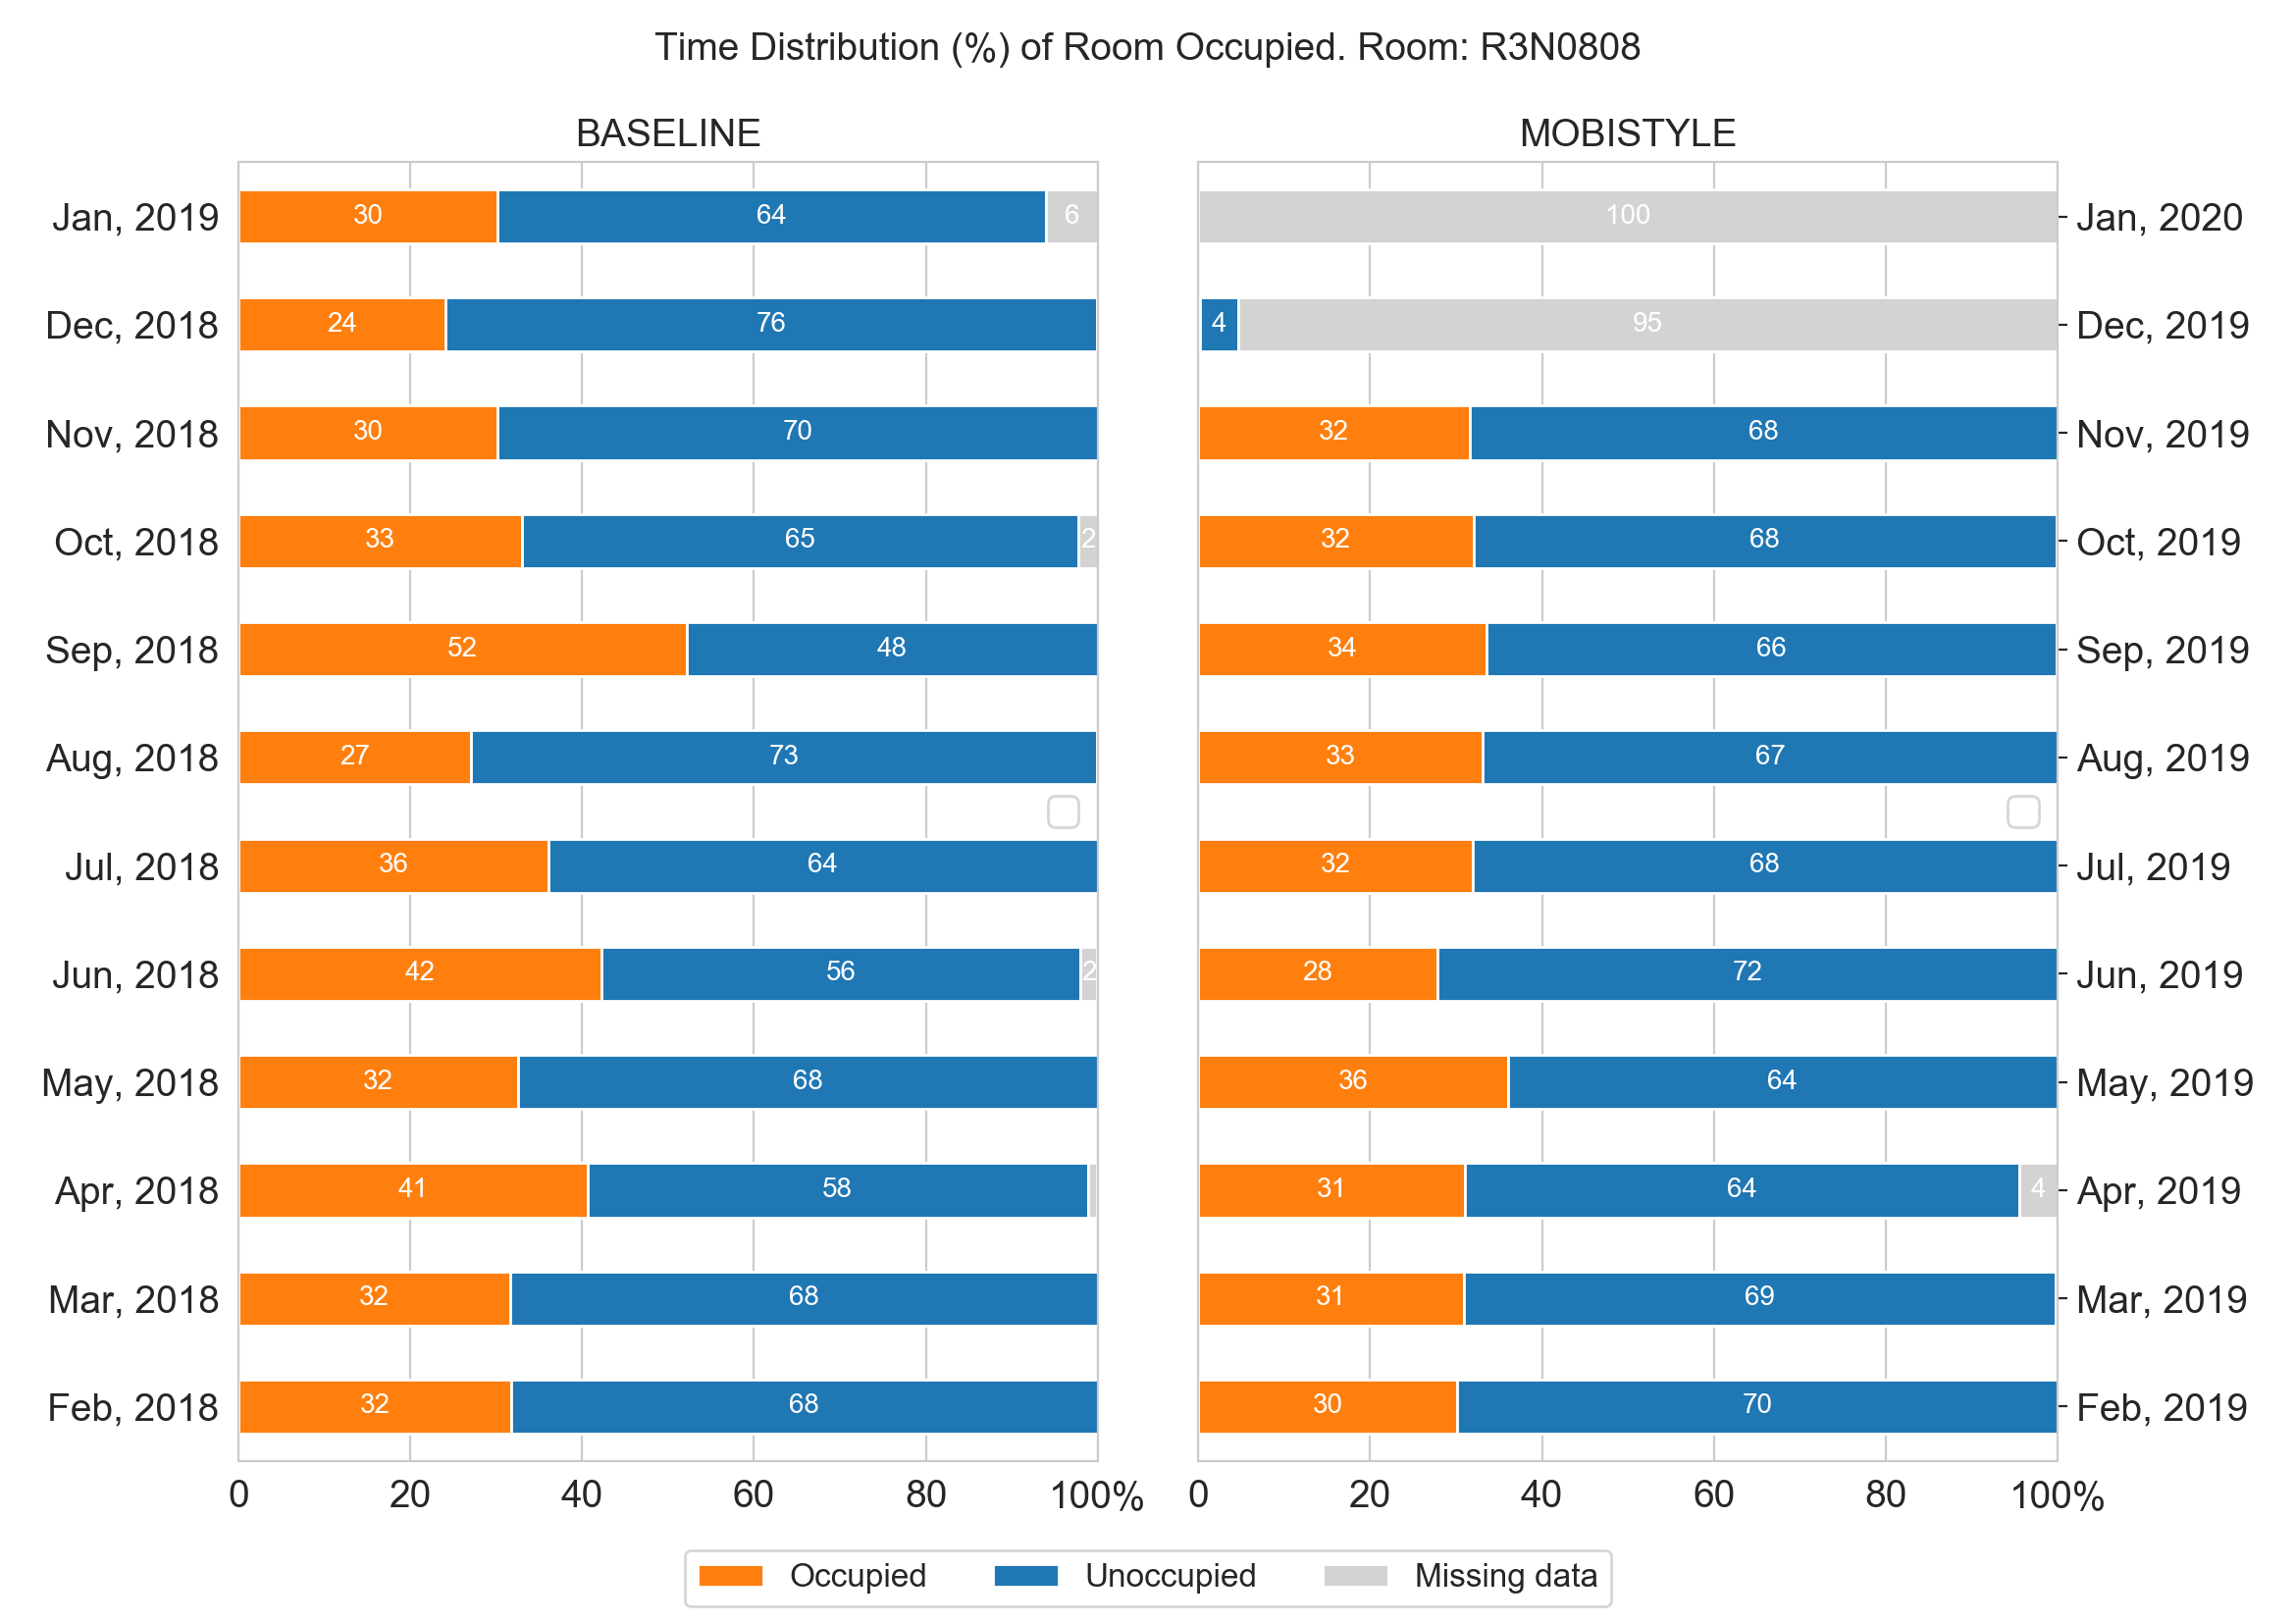 Time Distribution (%) of Room Occupied. Room: R3N0808
BASELINE
MOBISTYLE
Jan, 2019 30 64 6
100 Jan, 2020
Dec, 2018 24 76
4 95 Dec, 2019
Nov, 2018 30 70
32 68 Nov, 2019
Oct, 2018 33 65 2
32 68 Oct, 2019
Sep, 2018 52 48
34 66 Sep, 2019
Aug, 2018 27 73
33 67 Aug, 2019
Jul, 2018 36 64
32 68 Jul, 2019
Jun, 2018 42 56 2
28 72 Jun, 2019
May, 2018 32 68
36 64 May, 2019
Apr, 2018 41 58
31 64 4 Apr, 2019
Mar, 2018 32 68
31 69 Mar, 2019
Feb, 2018 32 68
30 70 Feb, 2019
0 20 40 60 80 100%
0 20 40 60 80 100%
Occupied Unoccupied Missing data